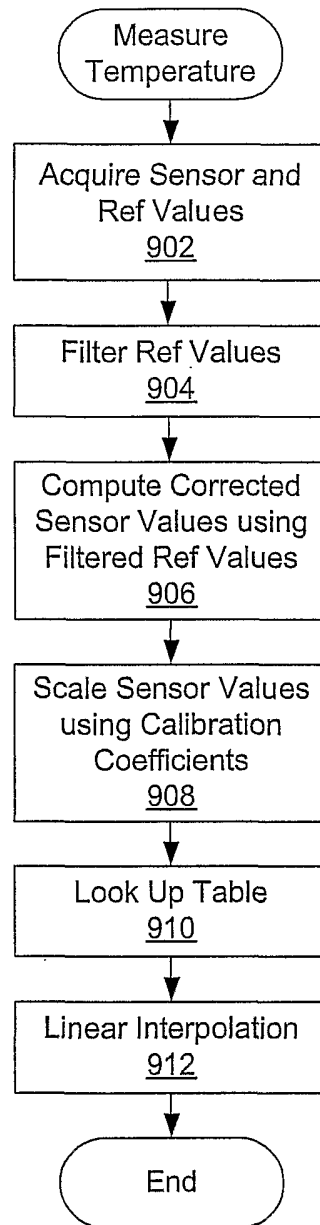 Measure
Temperature
Acquire Sensor and
Ref Values
902
Filter Ref Values
904
Compute Corrected
Sensor Values using
Filtered Ref Values
906
Scale Sensor Values
using Calibration
Coefficients
908
Look Up Table
910
Linear Interpolation
912
End